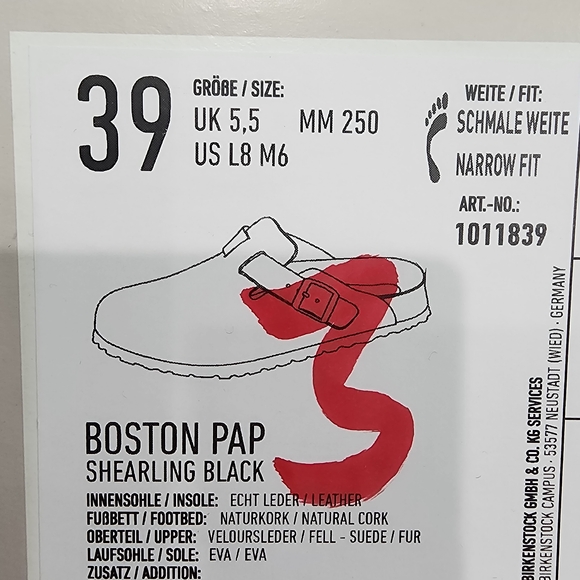 39
GRÖßE / SIZE:
UK 5,5 MM 250
US L8 M6
WEITE / FIT:
SCHMALE WEITE
NARROW FIT
ART.-NO.:
1011839
3
BOSTON PAP
SHEARLING BLACK
INNENSOHLE / INSOLE: ECHT LEDER / LEATHER
FUßBETT / FOOTBED: NATURKORK / NATURAL CORK
OBERTEIL / UPPER: VELOURSLEDER / FELL - SUEDE / FUR
LAUFSOHLE / SOLE: EVA / EVA
ZUSATZ / ADDITION:
BIRKENSTOCK GMBH & CO. KG SERVICES
BIRKENSTOCK CAMPUS · 53577 NEUSTADT (WIED) · GERMANY